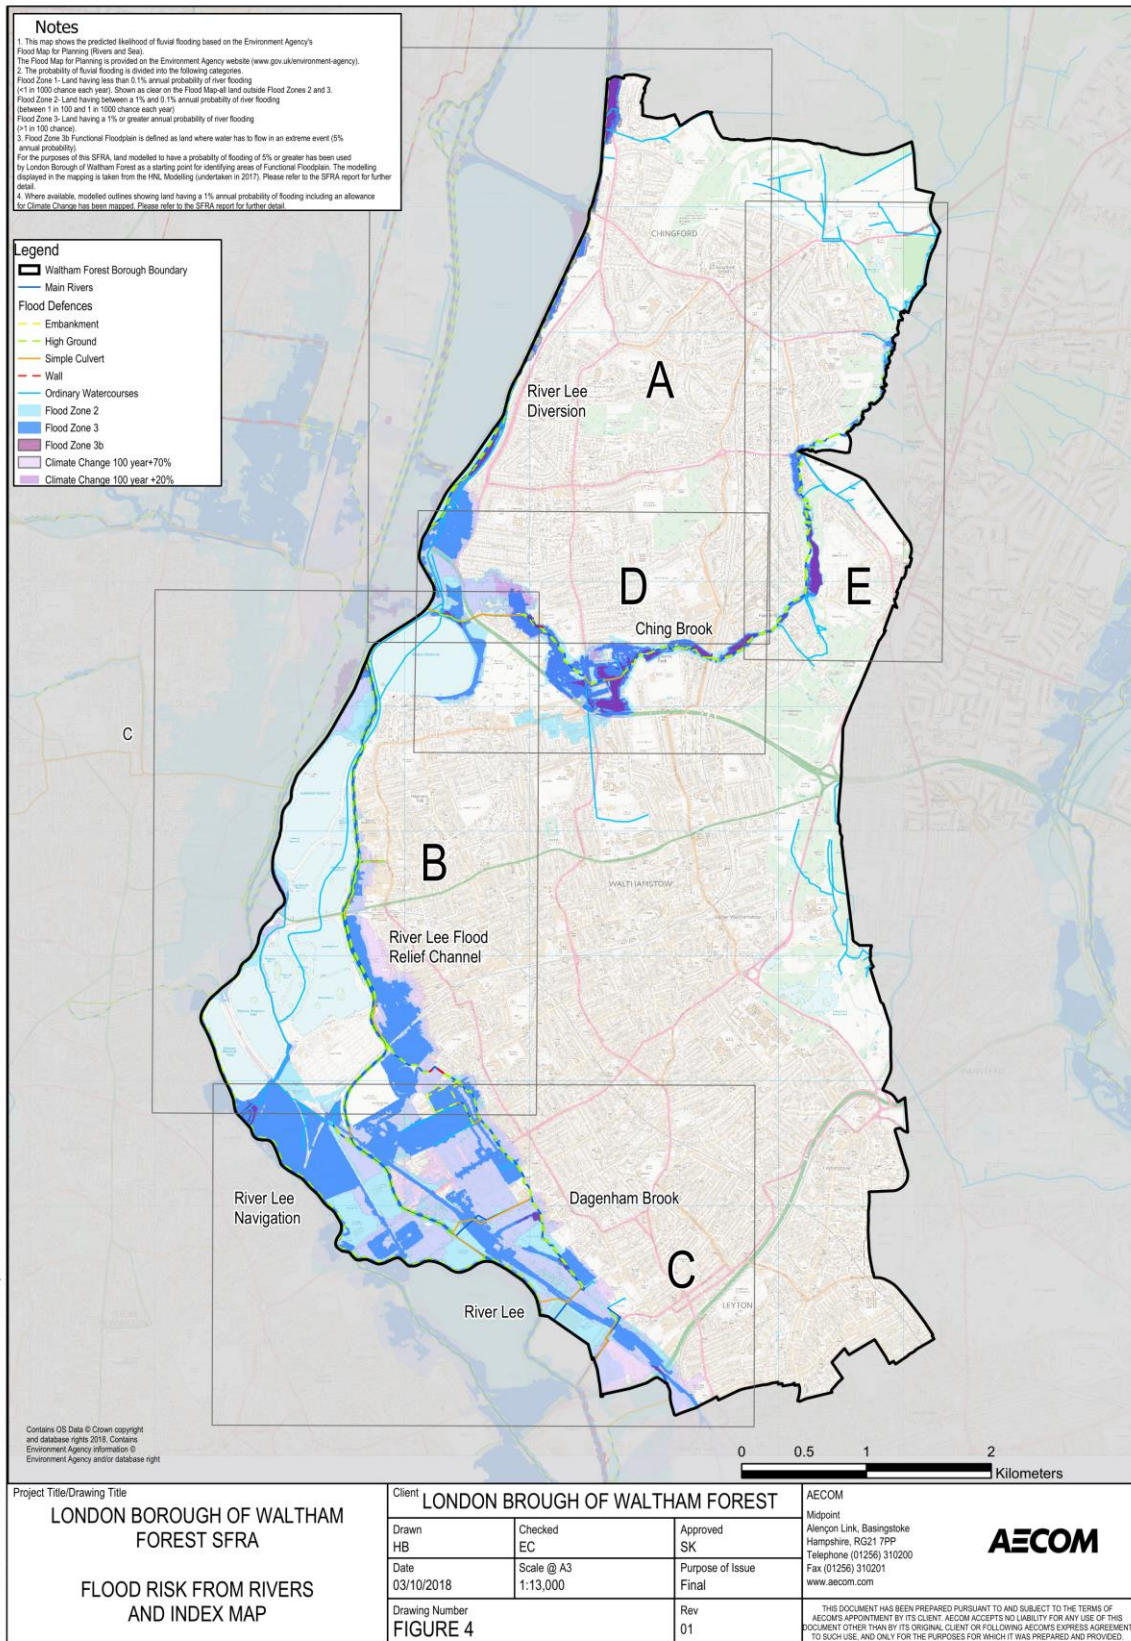 Notes
1. This map shows the predicted likelihood of fluvial flooding based on the Environment Agency's
Flood Map for Planning (Rivers and Sea).
The Flood Map for Planning is provided on the Environment Agency website (www.gov.uk/environment-agency).
2. The probability of fluvial flooding is divided into the following categories.
Flood Zone 1- Land having less than 0.1% annual probability of river flooding
(<1 in 1000 chance each year). Shown as clear on the Flood Map-all land outside Flood Zones 2 and 3.
Flood Zone 2- Land having between a 1% and 0.1% annual probability of river flooding
(between 1 in 100 and 1 in 1000 chance each year)
Flood Zone 3- Land having a 1% or greater annual probability of river flooding
(>1 in 100 chance).
3. Flood Zone 3b Functional Floodplain is defined as land where water has to flow in an extreme event (5%
annual probability).
For the purposes of this SFRA, land modelled to have a probability of flooding of 5% or greater has been used
by London Borough of Waltham Forest as a starting point for identifying areas of Functional Floodplain. The modelling
displayed in the mapping is taken from the HNL Modelling (undertaken in 2017). Please refer to the SFRA report for further
detail.
4. Where available, modelled outlines showing land having a 1% annual probability of flooding including an allowance
for Climate Change has been mapped. Please refer to the SFRA report for further detail.
Legend
Waltham Forest Borough Boundary
Main Rivers
Flood Defences
Embankment
High Ground
Simple Culvert
Wall
Ordinary Watercourses
Flood Zone 2
Flood Zone 3
Flood Zone 3b
Climate Change 100 year+70%
Climate Change 100 year +20%
CHINGFORD
A
River Lee
Diversion
D
E
Ching Brook
C
B
WALTHAMSTOW
River Lee Flood
Relief Channel
WANSTEAD
River Lee
Navigation
Dagenham Brook
C
River Lee
LEYTON
Contains OS Data © Crown copyright
and database rights 2018. Contains
Environment Agency information ©
Environment Agency and/or database right
0 0.5 1 2
Kilometers
Project Title/Drawing Title
LONDON BOROUGH OF WALTHAM
FOREST SFRA
FLOOD RISK FROM RIVERS
AND INDEX MAP
Client
LONDON BROUGH OF WALTHAM FOREST
Drawn
HB
Checked
EC
Approved
SK
Date
03/10/2018
Scale @ A3
1:13,000
Purpose of Issue
Final
Drawing Number
FIGURE 4
Rev
01
AECOM
Midpoint
Alençon Link, Basingstoke
Hampshire, RG21 7PP
Telephone (01256) 310200
Fax (01256) 310201
www.aecom.com
AECOM
THIS DOCUMENT HAS BEEN PREPARED PURSUANT TO AND SUBJECT TO THE TERMS OF
AECOM'S APPOINTMENT BY ITS CLIENT. AECOM ACCEPTS NO LIABILITY FOR ANY USE OF THIS
DOCUMENT OTHER THAN BY ITS ORIGINAL CLIENT OR FOLLOWING AECOM'S EXPRESS AGREEMENT
TO SUCH USE, AND ONLY FOR THE PURPOSES FOR WHICH IT WAS PREPARED AND PROVIDED.